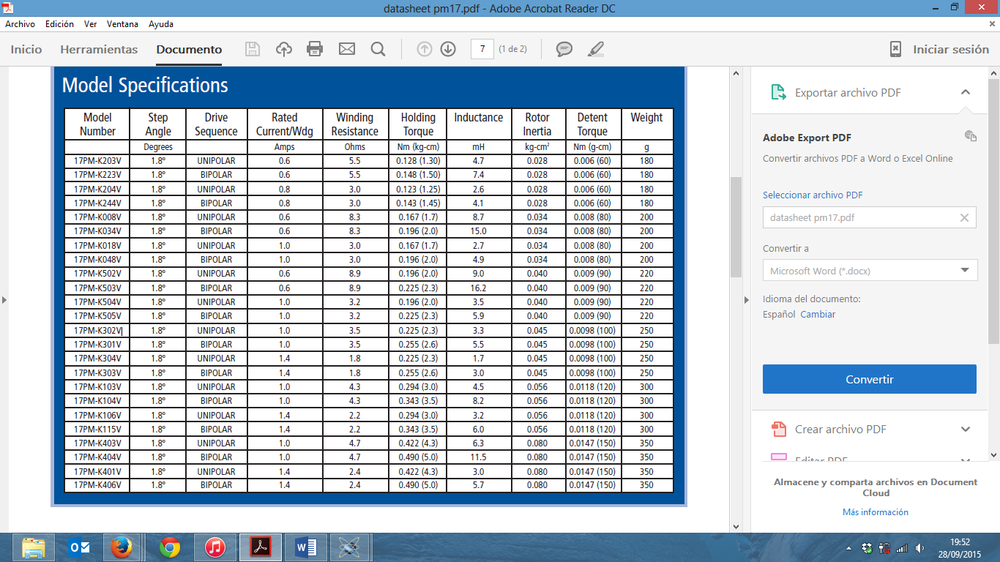 datasheet pm17.pdf - Adobe Acrobat Reader DC
Archivo Edición Ver Ventana Ayuda
Inicio Herramientas Documento 7 (1 de 2) Iniciar sesión
Model Specifications
Model Number Step Angle Drive Sequence Rated Current/Wdg Winding Resistance Holding Torque Inductance Rotor Inertia Detent Torque Weight
Degrees Amps Ohms Nm (kg-cm) mH kg-cm² Nm (g-cm) g
17PM-K203V 1.8º UNIPOLAR 0.6 5.5 0.128 (1.30) 4.7 0.028 0.006 (60) 180
17PM-K223V 1.8º BIPOLAR 0.6 5.5 0.148 (1.50) 7.4 0.028 0.006 (60) 180
17PM-K204V 1.8º UNIPOLAR 0.8 3.0 0.123 (1.25) 2.6 0.028 0.006 (60) 180
17PM-K244V 1.8º BIPOLAR 0.8 3.0 0.143 (1.45) 4.1 0.028 0.006 (60) 180
17PM-K008V 1.8º UNIPOLAR 0.6 8.3 0.167 (1.7) 8.7 0.034 0.008 (80) 200
17PM-K034V 1.8º BIPOLAR 0.6 8.3 0.196 (2.0) 15.0 0.034 0.008 (80) 200
17PM-K018V 1.8º UNIPOLAR 1.0 3.0 0.167 (1.7) 2.7 0.034 0.008 (80) 200
17PM-K048V 1.8º BIPOLAR 1.0 3.0 0.196 (2.0) 4.9 0.034 0.008 (80) 200
17PM-K502V 1.8º UNIPOLAR 0.6 8.9 0.196 (2.0) 9.0 0.040 0.009 (90) 220
17PM-K503V 1.8º BIPOLAR 0.6 8.9 0.225 (2.3) 16.2 0.040 0.009 (90) 220
17PM-K504V 1.8º UNIPOLAR 1.0 3.2 0.196 (2.0) 3.5 0.040 0.009 (90) 220
17PM-K505V 1.8º BIPOLAR 1.0 3.2 0.225 (2.3) 5.9 0.040 0.009 (90) 220
17PM-K302V 1.8º UNIPOLAR 1.0 3.5 0.225 (2.3) 3.3 0.045 0.0098 (100) 250
17PM-K301V 1.8º BIPOLAR 1.0 3.5 0.255 (2.6) 5.5 0.045 0.0098 (100) 250
17PM-K304V 1.8º UNIPOLAR 1.4 1.8 0.225 (2.3) 1.7 0.045 0.0098 (100) 250
17PM-K303V 1.8º BIPOLAR 1.4 1.8 0.255 (2.6) 3.0 0.045 0.0098 (100) 250
17PM-K103V 1.8º UNIPOLAR 1.0 4.3 0.294 (3.0) 4.5 0.056 0.0118 (120) 300
17PM-K104V 1.8º BIPOLAR 1.0 4.3 0.343 (3.5) 8.2 0.056 0.0118 (120) 300
17PM-K106V 1.8º UNIPOLAR 1.4 2.2 0.294 (3.0) 3.2 0.056 0.0118 (120) 300
17PM-K115V 1.8º BIPOLAR 1.4 2.2 0.343 (3.5) 6.0 0.056 0.0118 (120) 300
17PM-K403V 1.8º UNIPOLAR 1.0 4.7 0.422 (4.3) 6.3 0.080 0.0147 (150) 350
17PM-K404V 1.8º BIPOLAR 1.0 4.7 0.490 (5.0) 11.5 0.080 0.0147 (150) 350
17PM-K401V 1.8º UNIPOLAR 1.4 2.4 0.422 (4.3) 3.0 0.080 0.0147 (150) 350
17PM-K406V 1.8º BIPOLAR 1.4 2.4 0.490 (5.0) 5.7 0.080 0.0147 (150) 350
Exportar archivo PDF
Adobe Export PDF
Convertir archivos PDF a Word o Excel Online
Seleccionar archivo PDF
datasheet pm17.pdf
Convertir a
Microsoft Word (*.docx)
Idioma del documento:
Español Cambiar
Convertir
Crear archivo PDF
Editar PDF
Almacene y comparta archivos en Document
Cloud
Más información
19:52
28/09/2015